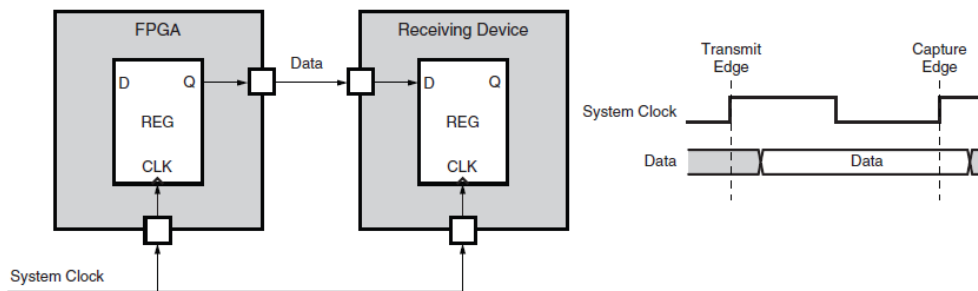 FPGA
D
Q
REG
CLK
Data
Receiving Device
D
Q
REG
CLK
System Clock
Transmit
Edge
Capture
Edge
System Clock
Data
Data